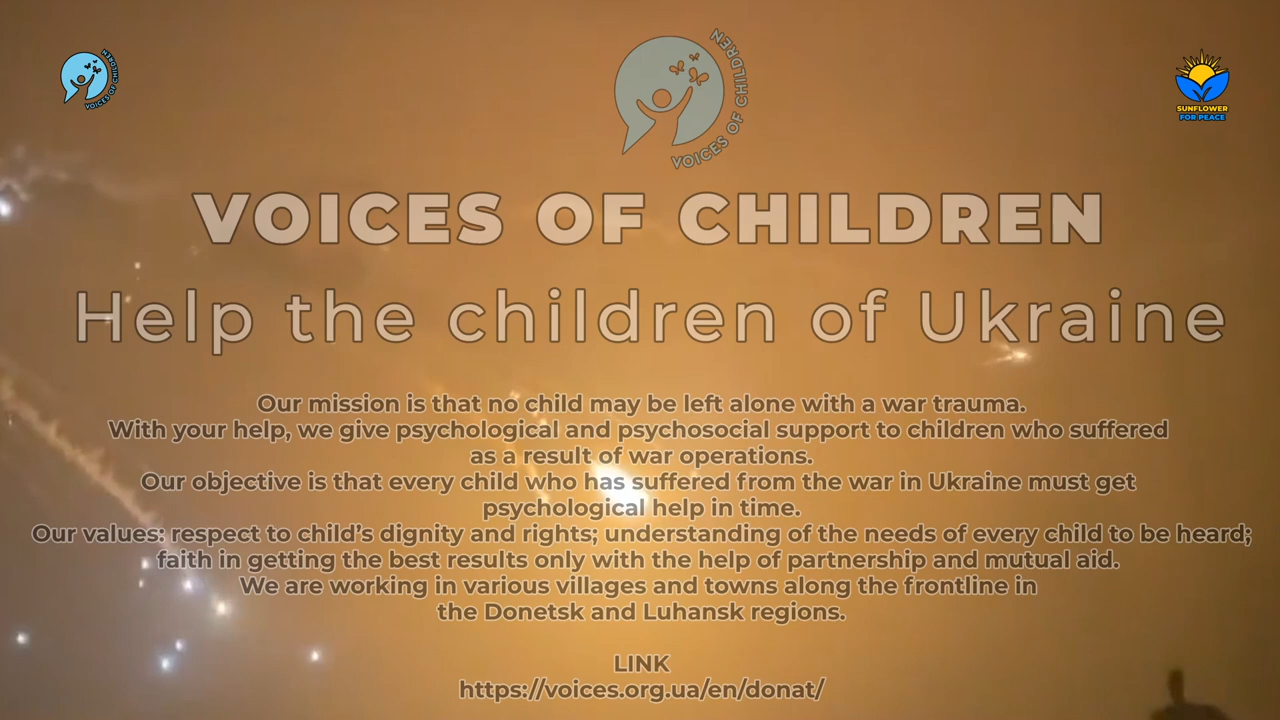 VOICES OF CHILDREN
VOICES OF CHILDREN
SUNFLOWER
FOR PEACE
VOICES OF CHILDREN
Help the children of Ukraine
Our mission is that no child may be left alone with a war trauma.
With your help, we give psychological and psychosocial support to children who suffered
as a result of war operations.
Our objective is that every child who has suffered from the war in Ukraine must get
psychological help in time.
Our values: respect to child's dignity and rights; understanding of the needs of every child to be heard;
faith in getting the best results only with the help of partnership and mutual aid.
We are working in various villages and towns along the frontline in
the Donetsk and Luhansk regions.
LINK
https://voices.org.ua/en/donat/